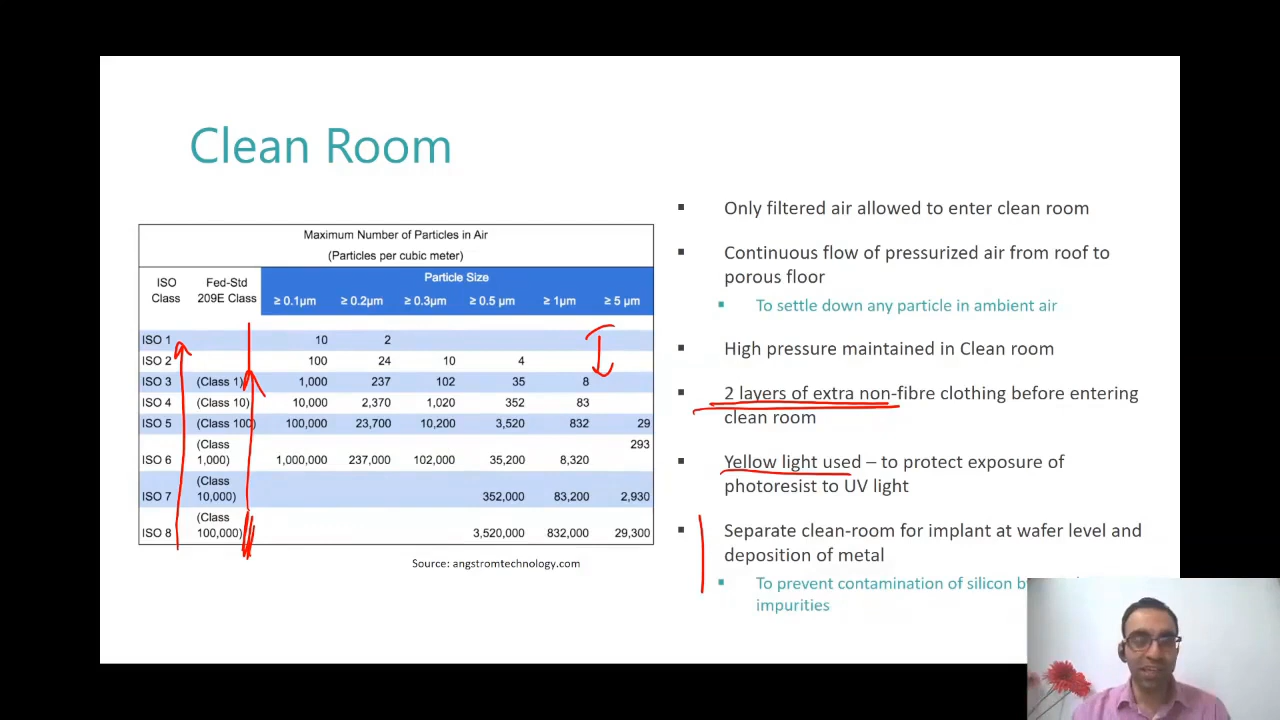 Clean Room
Maximum Number of Particles in Air
(Particles per cubic meter)
ISO Class Fed-Std 209E Class Particle Size
≥ 0.1µm ≥ 0.2µm ≥ 0.3µm ≥ 0.5 µm ≥ 1µm ≥ 5 µm
ISO 1 10 2
ISO 2 100 24 10 4
ISO 3 (Class 1) 1,000 237 102 35 8
ISO 4 (Class 10) 10,000 2,370 1,020 352 83
ISO 5 (Class 100) 100,000 23,700 10,200 3,520 832 29
ISO 6 (Class 1,000) 1,000,000 237,000 102,000 35,200 8,320 293
ISO 7 (Class 10,000) 352,000 83,200 2,930
ISO 8 (Class 100,000) 3,520,000 832,000 29,300
Source: angstromtechnology.com
▪ Only filtered air allowed to enter clean room
▪ Continuous flow of pressurized air from roof to
porous floor
▪ To settle down any particle in ambient air
▪ High pressure maintained in Clean room
▪ 2 layers of extra non-fibre clothing before entering
clean room
▪ Yellow light used – to protect exposure of
photoresist to UV light
▪ Separate clean-room for implant at wafer level and
deposition of metal
▪ To prevent contamination of silicon
impurities